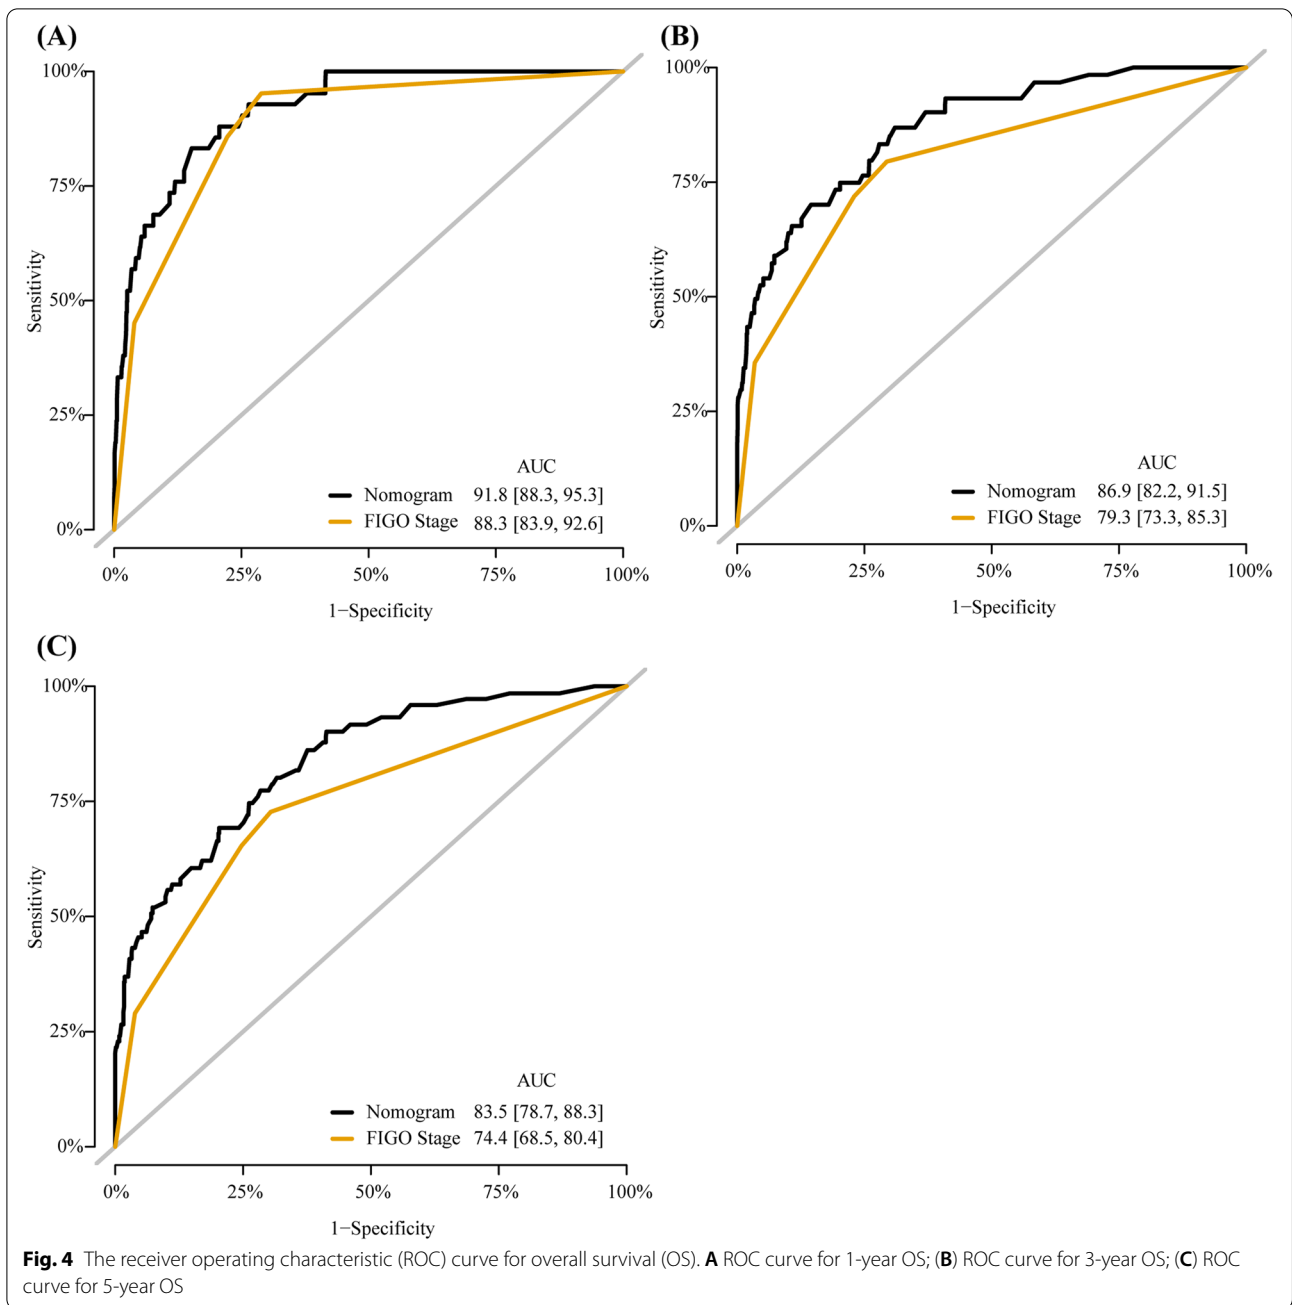 (A)
100%
75%
50%
25%
0%
Sensitivity
AUC
Nomogram 91.8 [88.3, 95.3]
FIGO Stage 88.3 [83.9, 92.6]
0% 25% 50% 75% 100%
1−Specificity
(B)
100%
75%
50%
25%
0%
Sensitivity
AUC
Nomogram 86.9 [82.2, 91.5]
FIGO Stage 79.3 [73.3, 85.3]
0% 25% 50% 75% 100%
1−Specificity
(C)
100%
75%
50%
25%
0%
Sensitivity
AUC
Nomogram 83.5 [78.7, 88.3]
FIGO Stage 74.4 [68.5, 80.4]
0% 25% 50% 75% 100%
1−Specificity
Fig. 4 The receiver operating characteristic (ROC) curve for overall survival (OS). A ROC curve for 1-year OS; (B) ROC curve for 3-year OS; (C) ROC
curve for 5-year OS